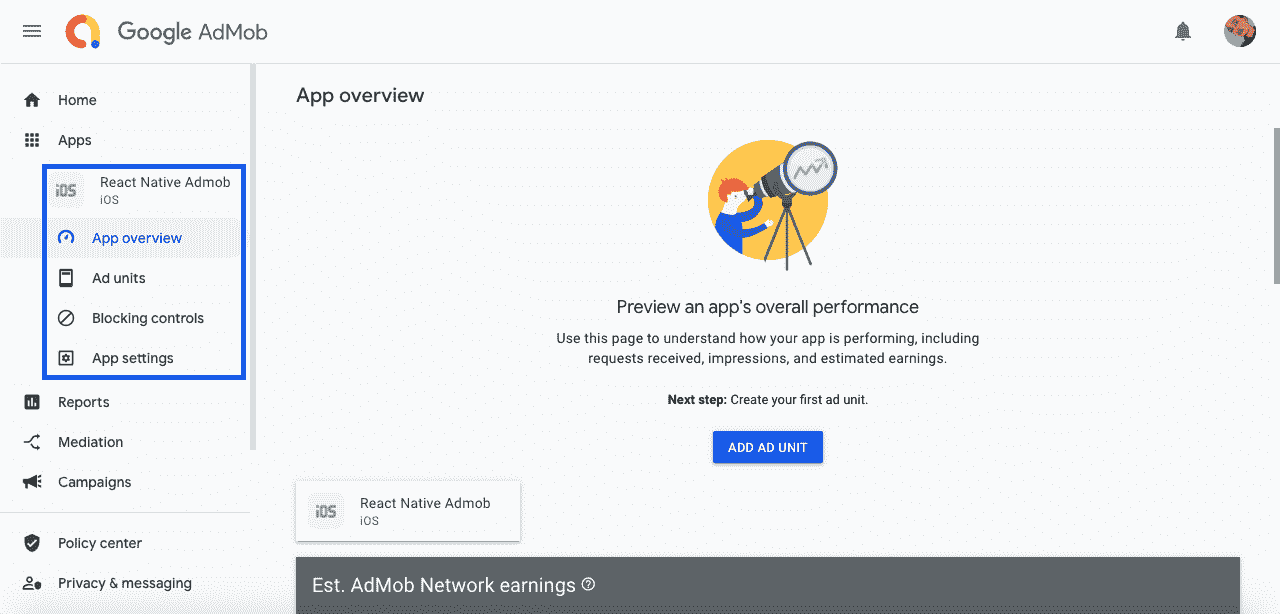 Google AdMob
Home
Apps
iOS
React Native Admob
iOS
App overview
Ad units
Blocking controls
App settings
Reports
Mediation
Campaigns
Policy center
Privacy & messaging
App overview
Preview an app's overall performance
Use this page to understand how your app is performing, including
requests received, impressions, and estimated earnings.
Next step: Create your first ad unit.
ADD AD UNIT
iOS
React Native Admob
iOS
Est. AdMob Network earnings